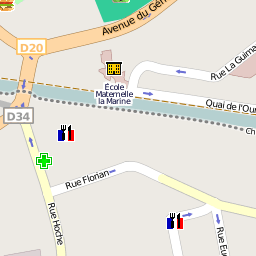 Avenue du Gén
D20
Rue La Guima
École
Maternelle
la Marine
Quai de l'Our
D34
Ch
Rue Florian
Rue Hoche
Rue Eu